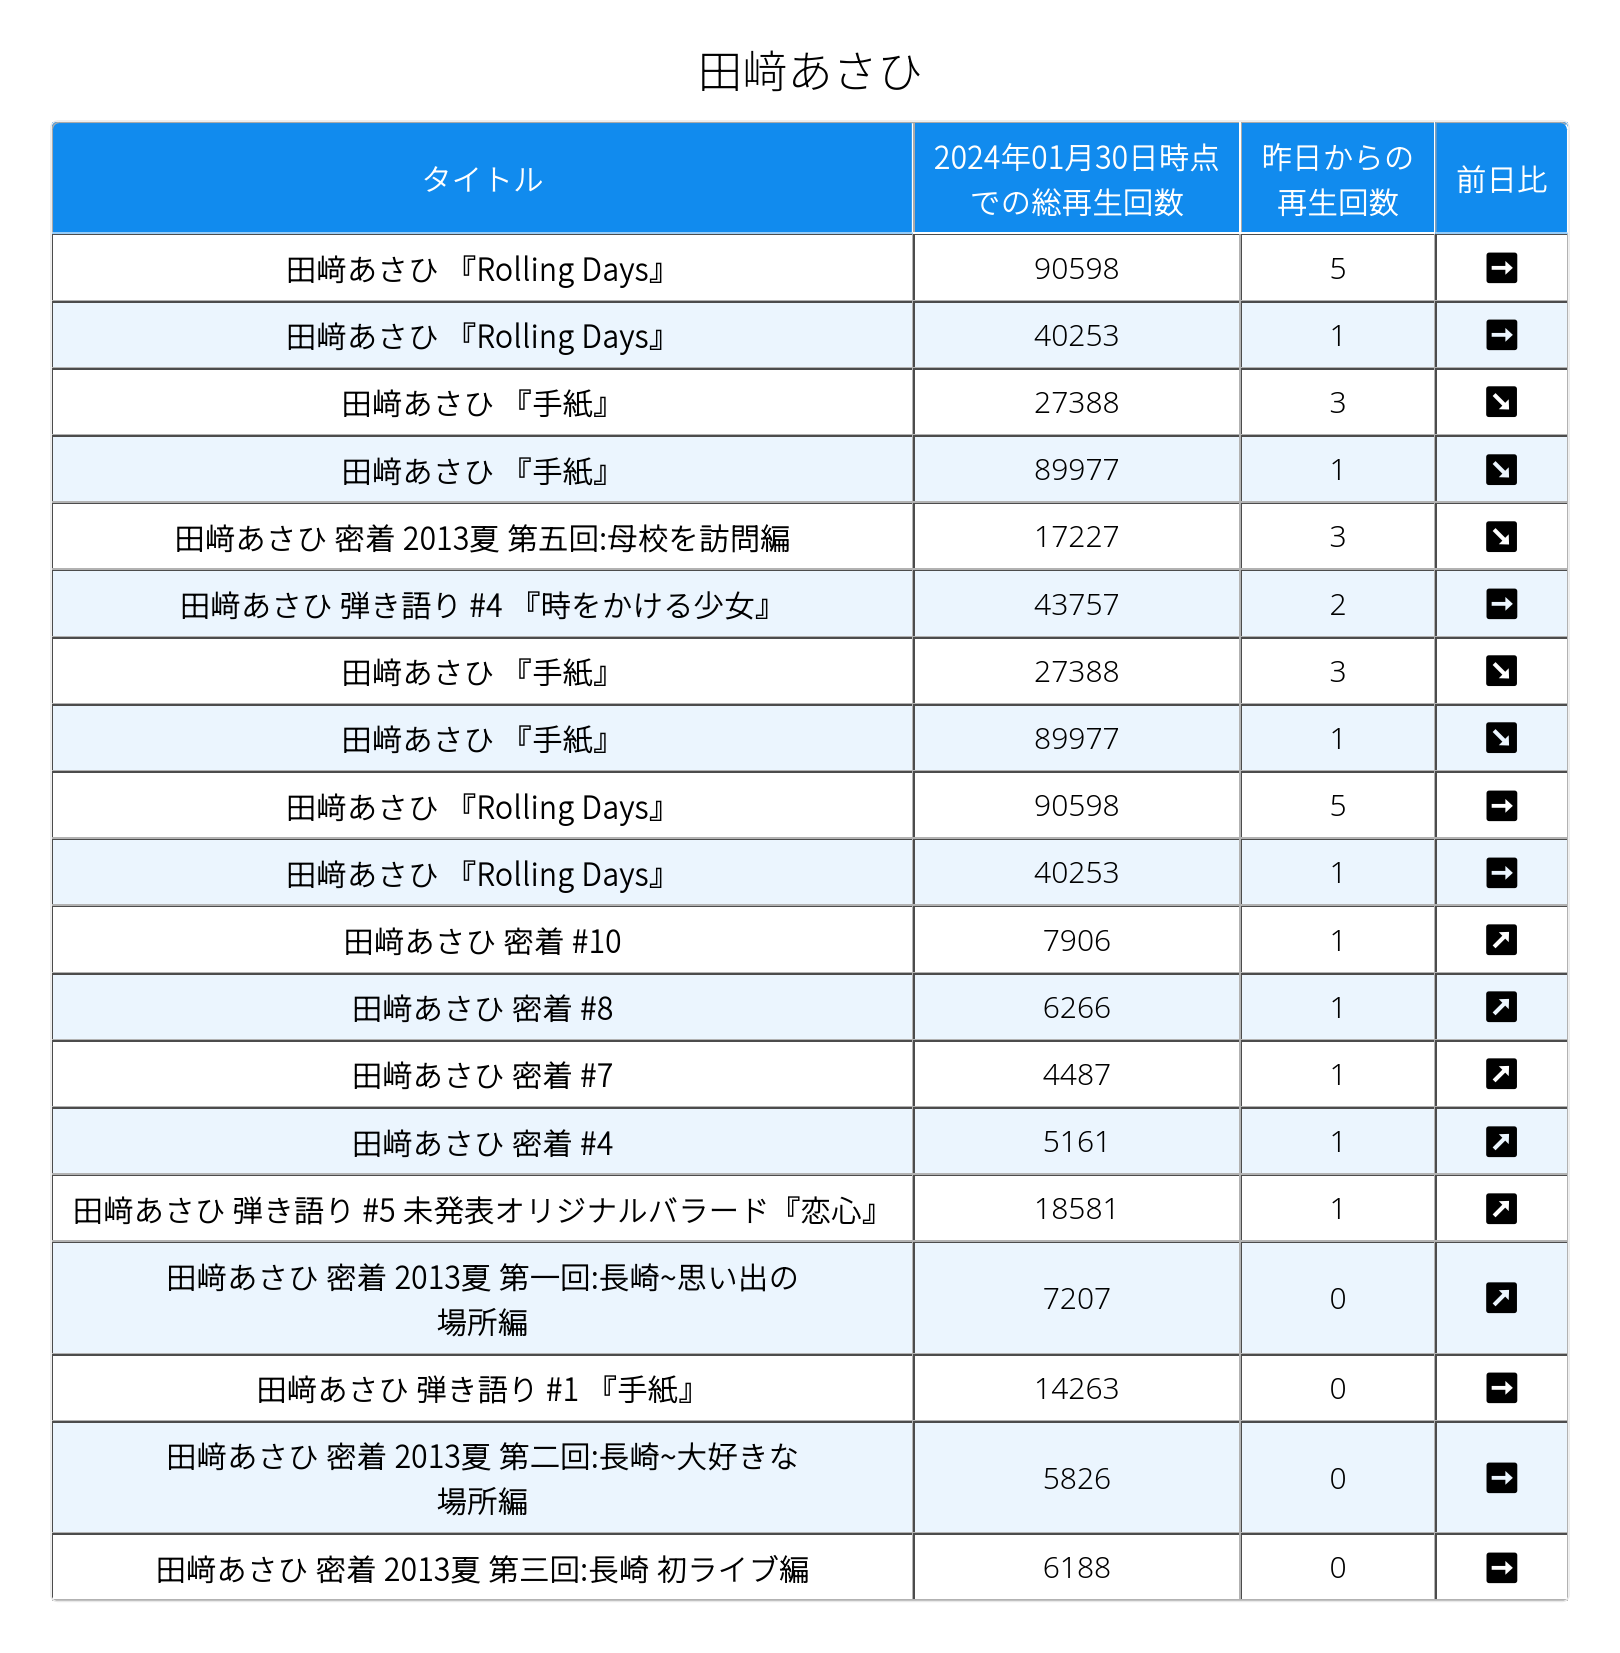 田﨑あさひ
タイトル
2024年01月30日時点
での総再生回数
昨日からの
再生回数
前日比
田﨑あさひ 『Rolling Days』 90598 5 ➡
田﨑あさひ 『Rolling Days』 40253 1 ➡
田﨑あさひ 『手紙』 27388 3 ↘
田﨑あさひ 『手紙』 89977 1 ↘
田﨑あさひ 密着 2013夏 第五回:母校を訪問編 17227 3 ↘
田﨑あさひ 弾き語り #4 『時をかける少女』 43757 2 ➡
田﨑あさひ 『手紙』 27388 3 ↘
田﨑あさひ 『手紙』 89977 1 ↘
田﨑あさひ 『Rolling Days』 90598 5 ➡
田﨑あさひ 『Rolling Days』 40253 1 ➡
田﨑あさひ 密着 #10 7906 1 ↗
田﨑あさひ 密着 #8 6266 1 ↗
田﨑あさひ 密着 #7 4487 1 ↗
田﨑あさひ 密着 #4 5161 1 ↗
田﨑あさひ 弾き語り #5 未発表オリジナルバラード『恋心』 18581 1 ↗
田﨑あさひ 密着 2013夏 第一回:長崎~思い出の
場所編 7207 0 ↗
田﨑あさひ 弾き語り #1 『手紙』 14263 0 ➡
田﨑あさひ 密着 2013夏 第二回:長崎~大好きな
場所編 5826 0 ➡
田﨑あさひ 密着 2013夏 第三回:長崎 初ライブ編 6188 0 ➡